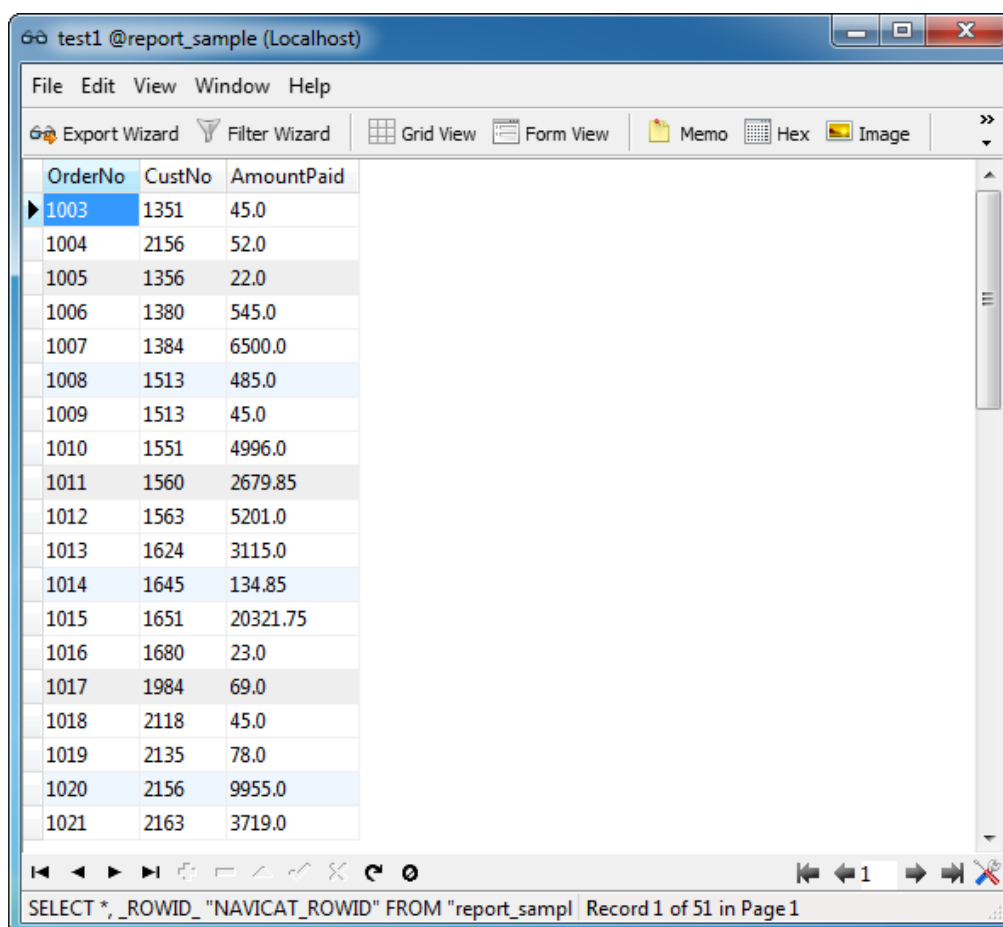 test1 @report_sample (Localhost)
File Edit View Window Help
Export Wizard Filter Wizard Grid View Form View Memo Hex Image
OrderNo CustNo AmountPaid
1003 1351 45.0
1004 2156 52.0
1005 1356 22.0
1006 1380 545.0
1007 1384 6500.0
1008 1513 485.0
1009 1513 45.0
1010 1551 4996.0
1011 1560 2679.85
1012 1563 5201.0
1013 1624 3115.0
1014 1645 134.85
1015 1651 20321.75
1016 1680 23.0
1017 1984 69.0
1018 2118 45.0
1019 2135 78.0
1020 2156 9955.0
1021 2163 3719.0
1
SELECT *, _ROWID_ "NAVICAT_ROWID" FROM "report_sampl Record 1 of 51 in Page 1